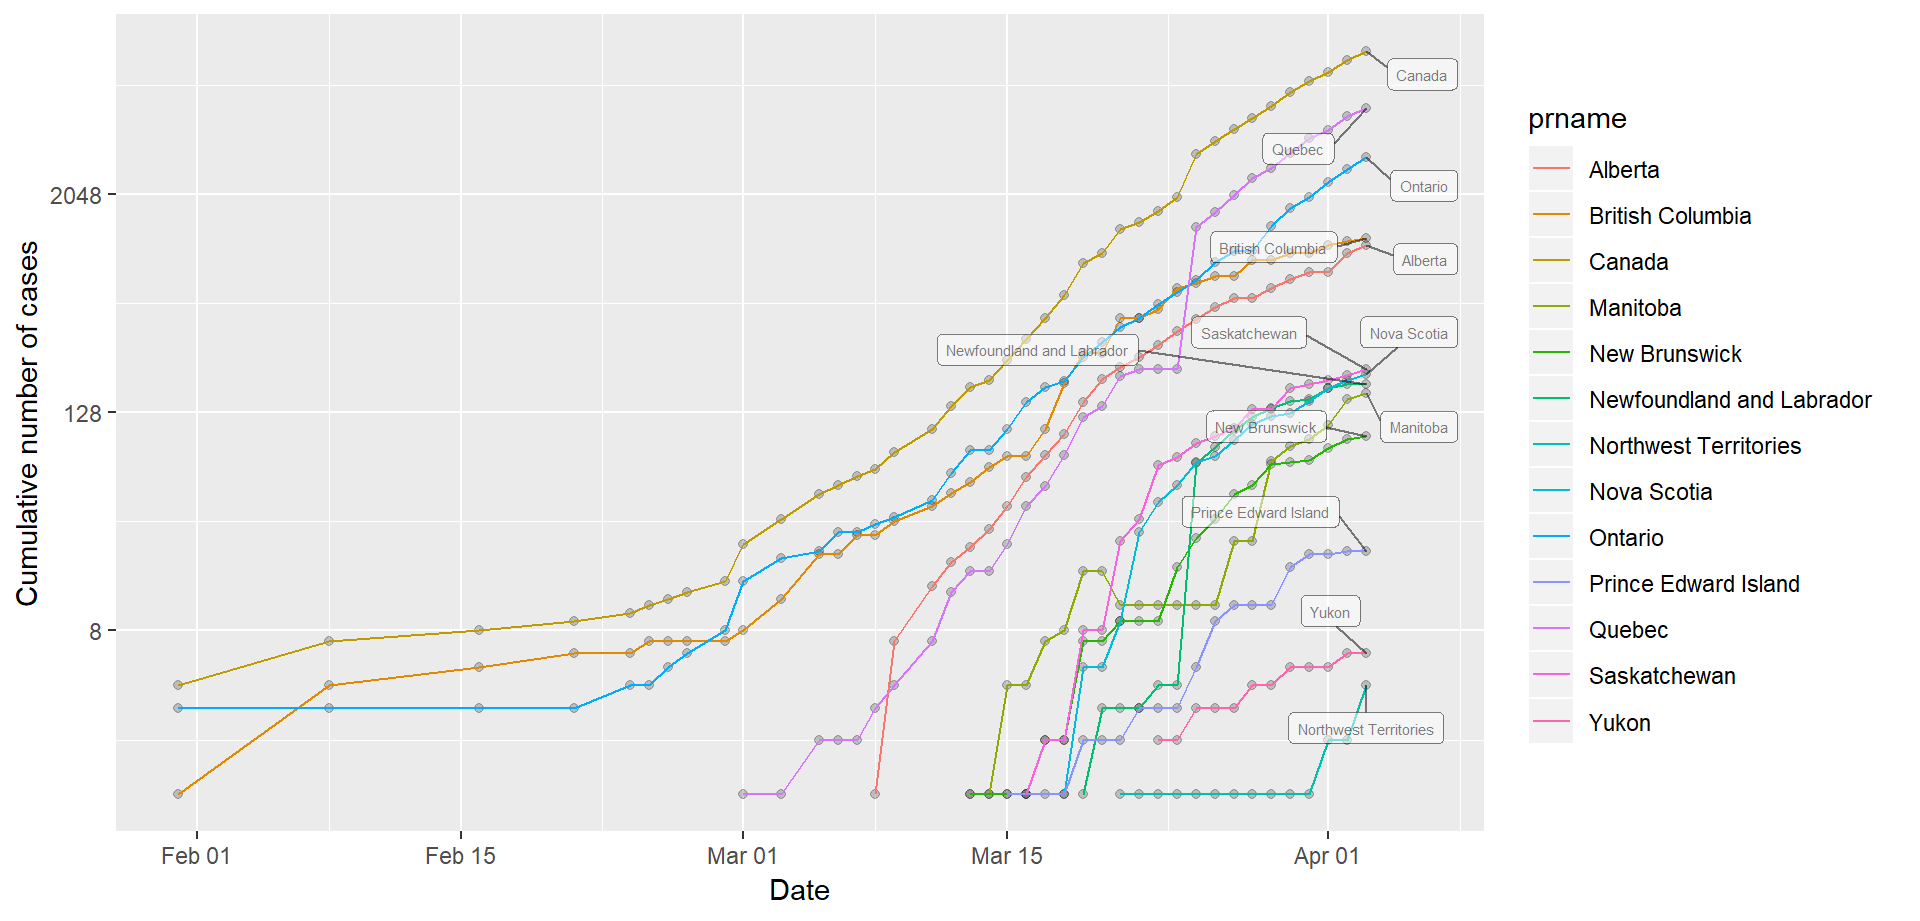 Cumulative number of cases
2048
128
8
Feb 01
Feb 15
Mar 01
Mar 15
Apr 01
Date
Canada
Quebec
Ontario
British Columbia
Alberta
Saskatchewan
Nova Scotia
Newfoundland and Labrador
New Brunswick
Manitoba
Prince Edward Island
Yukon
Northwest Territories
prname
Alberta
British Columbia
Canada
Manitoba
New Brunswick
Newfoundland and Labrador
Northwest Territories
Nova Scotia
Ontario
Prince Edward Island
Quebec
Saskatchewan
Yukon